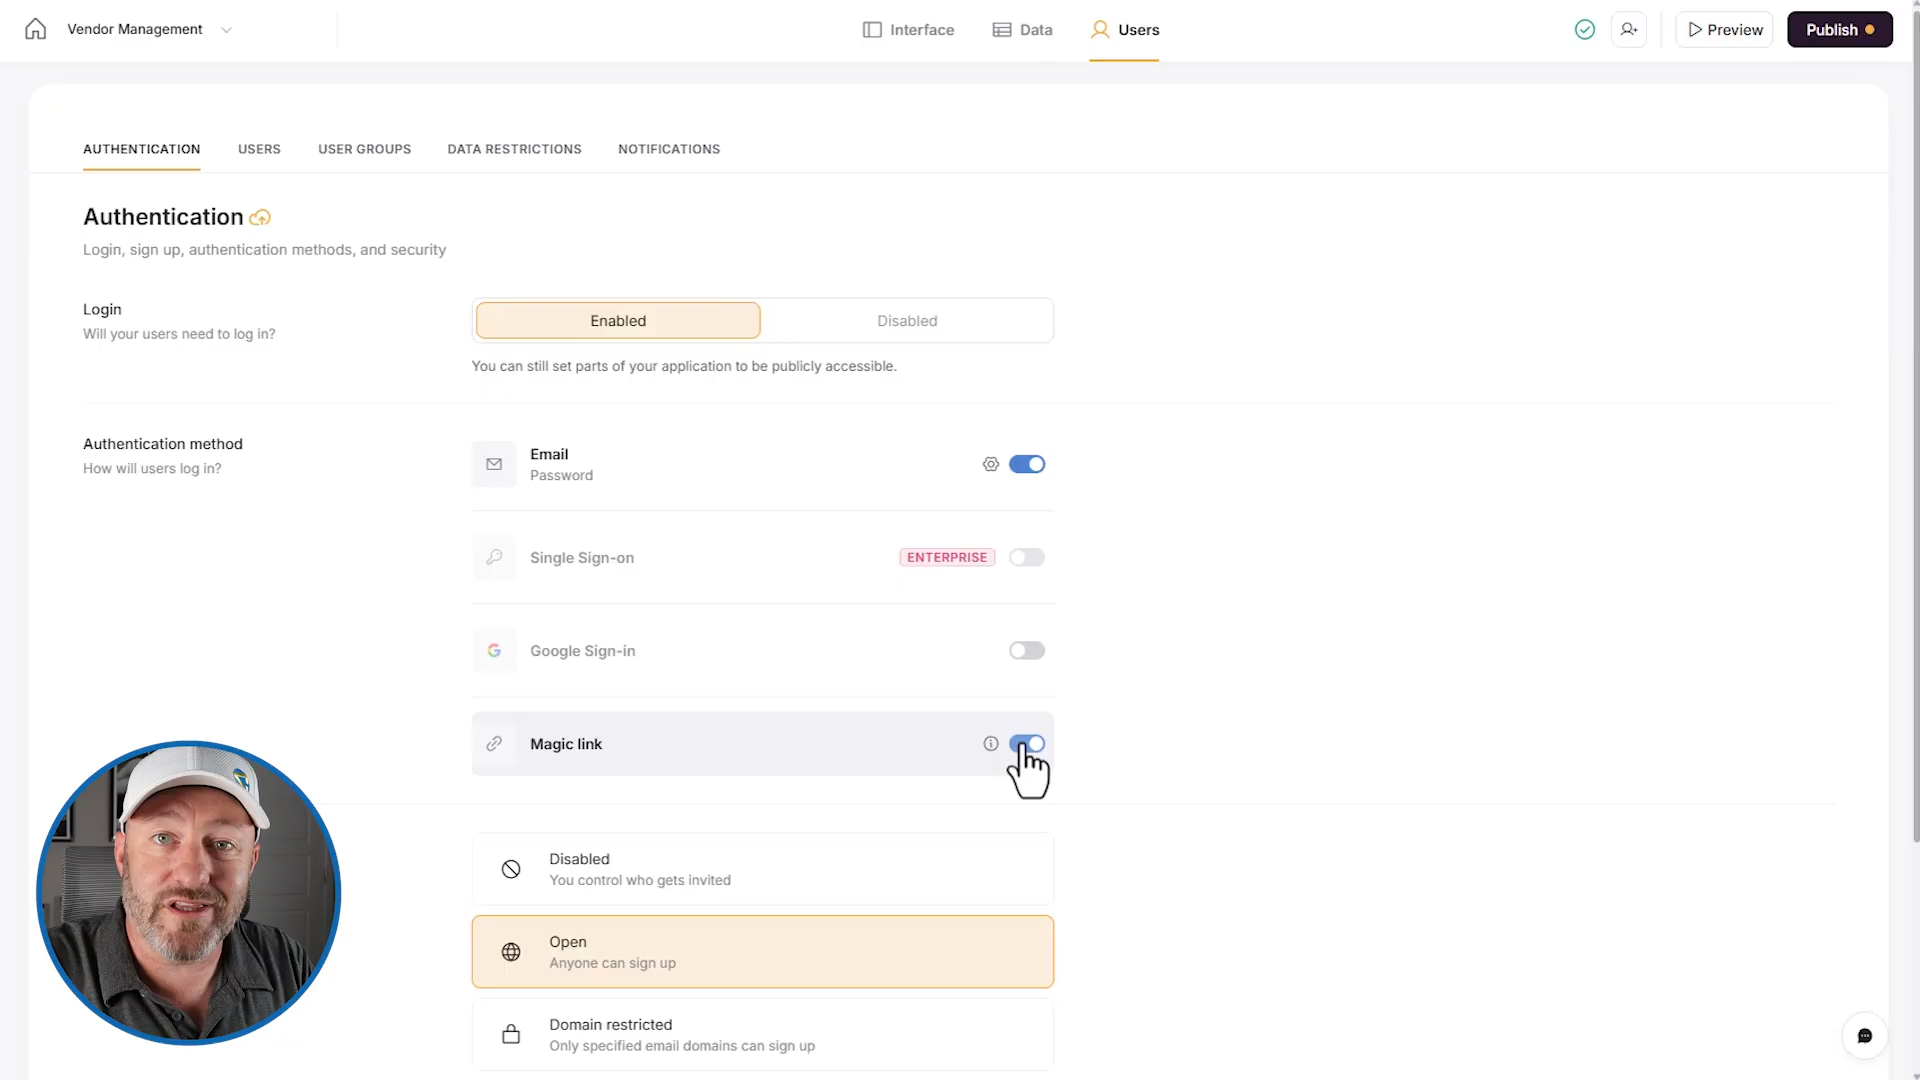 Vendor Management
Interface
Data
Users
Preview
Publish
AUTHENTICATION
USERS
USER GROUPS
DATA RESTRICTIONS
NOTIFICATIONS
Authentication
Login, sign up, authentication methods, and security
Login
Will your users need to log in?
Enabled
Disabled
You can still set parts of your application to be publicly accessible.
Authentication method
How will users log in?
Email
Password
Single Sign-on
ENTERPRISE
Google Sign-in
Magic link
Disabled
You control who gets invited
Open
Anyone can sign up
Domain restricted
Only specified email domains can sign up